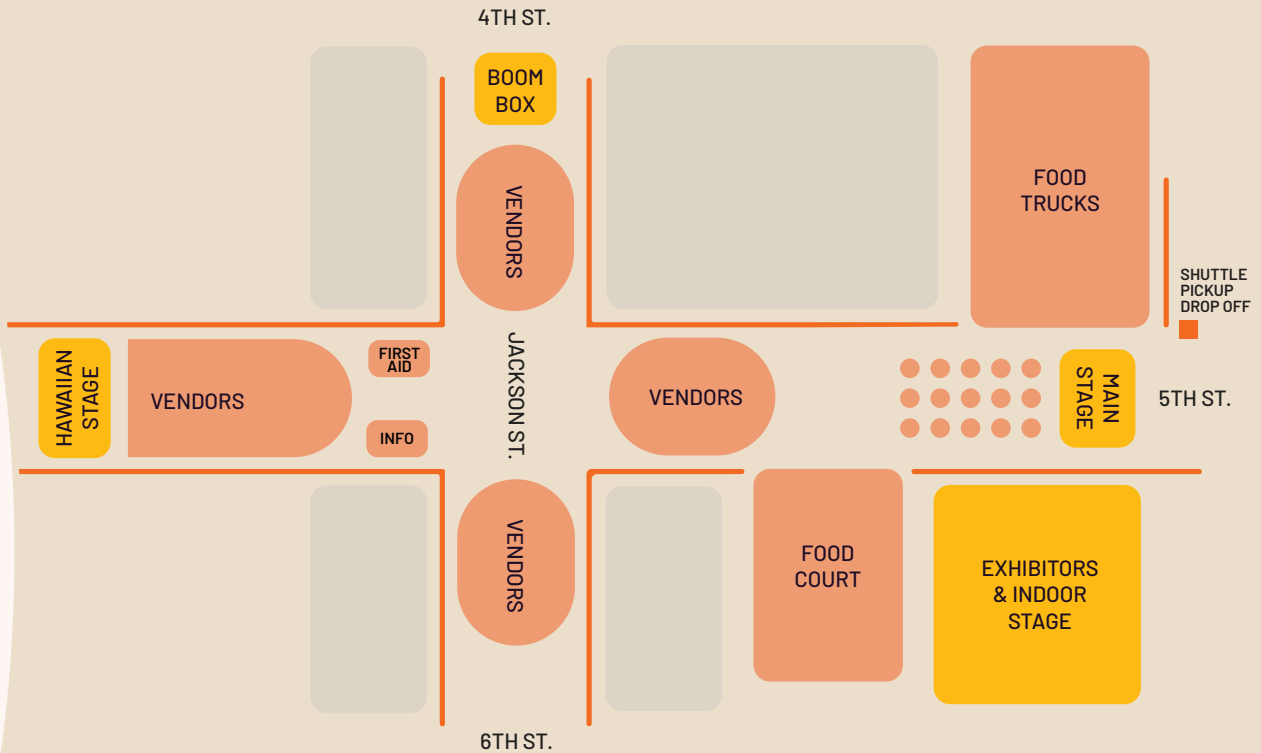 4TH ST.
BOOM
BOX
VENDORS
FOOD
TRUCKS
SHUTTLE
PICKUP
DROP OFF
HAWAIIAN
STAGE
VENDORS
FIRST
AID
INFO
JACKSON ST.
VENDORS
MAIN
STAGE
5TH ST.
VENDORS
FOOD
COURT
EXHIBITORS
& INDOOR
STAGE
6TH ST.